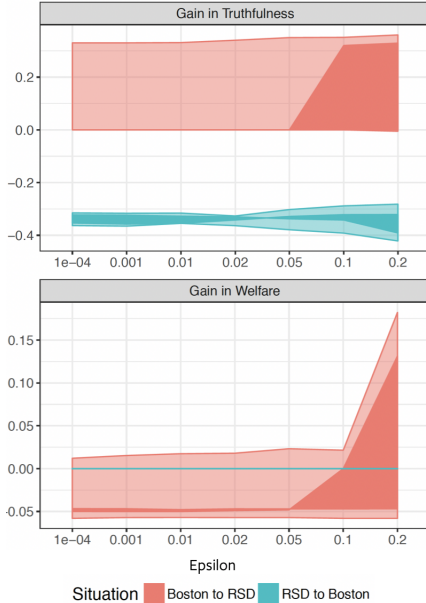 Gain in Truthfulness
0.2
0.0
−0.2
−0.4
1e−04 0.001 0.01 0.02 0.05 0.1 0.2
Gain in Welfare
0.15
0.10
0.05
0.00
0.05
1e−04 0.001 0.01 0.02 0.05 0.1 0.2
Epsilon
Situation Boston to RSD RSD to Boston